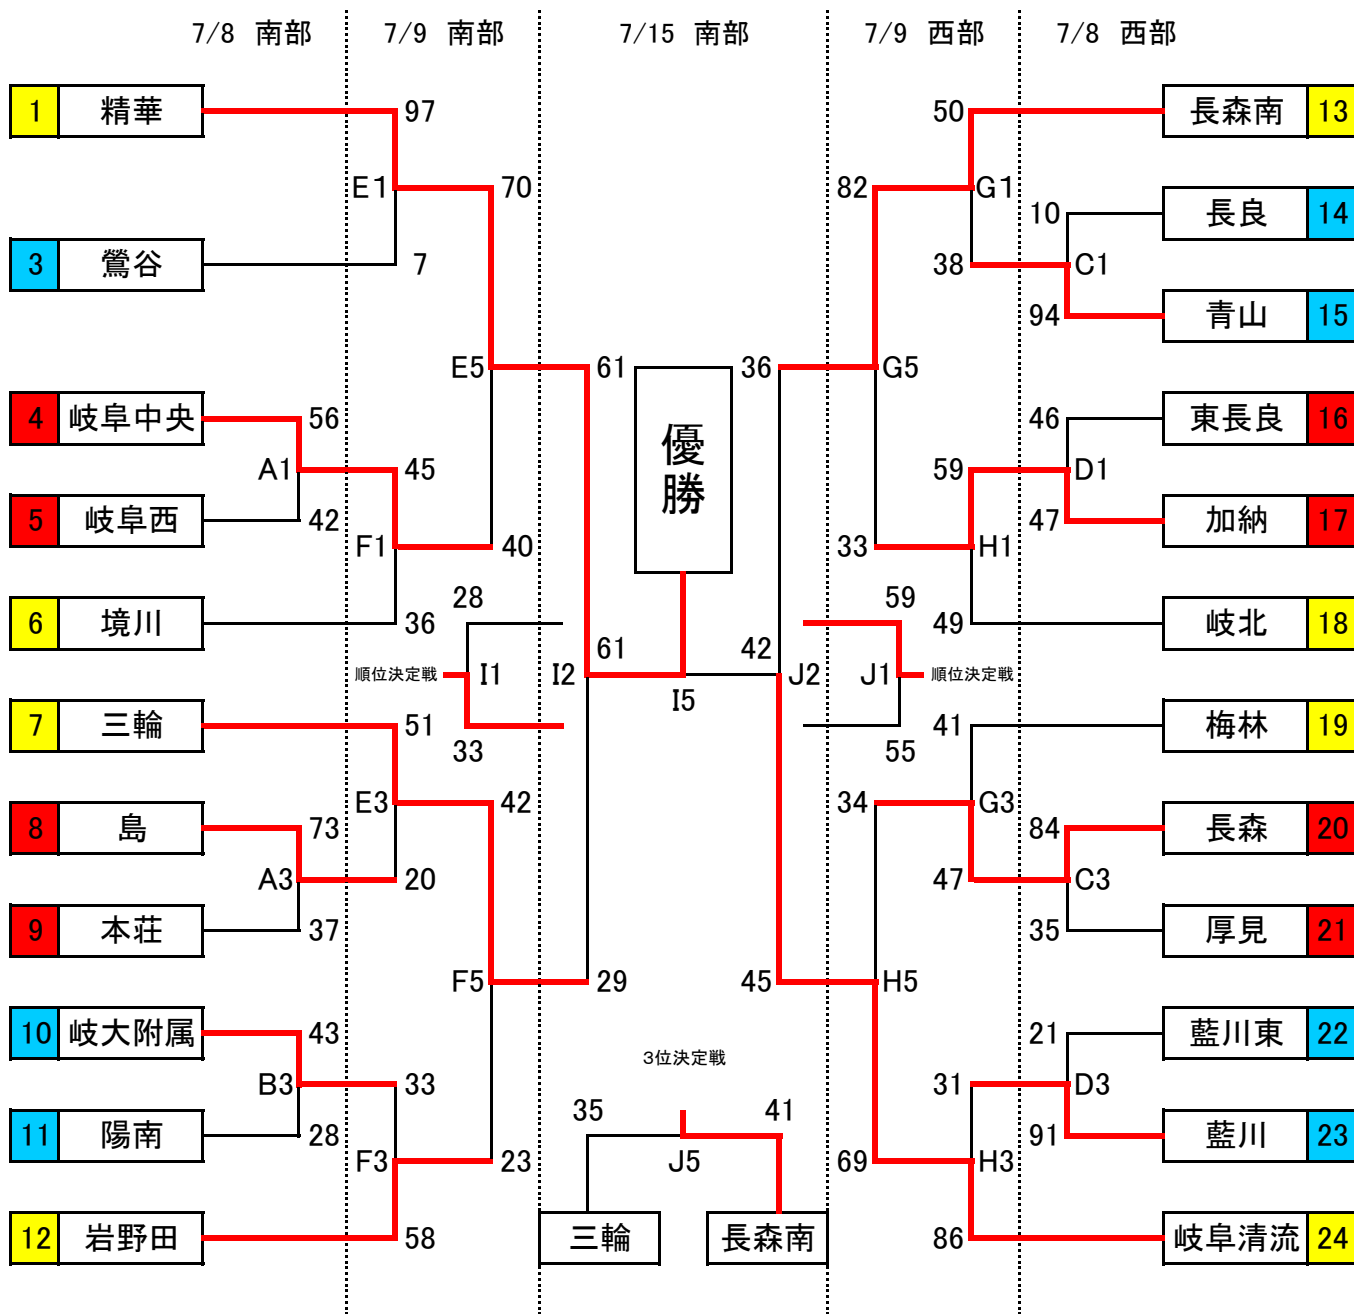 7/8 南部 7/9 南部 7/15 南部 7/9 西部 7/8 西部
1 精華 97 50 長森南 13
E1 70 82 G1 10 長良 14
3 鶯谷 7 38 C1
94 青山 15
E5 61 36 G5
4 岐阜中央 56 優勝 46 東長良 16
A1 45 59 D1
5 岐阜西 42 47 加納 17
F1 40 33 H1
6 境川 36 28 59 49 岐北 18
61 42
順位決定戦 I1 I2 I5 J2 J1 順位決定戦
7 三輪 51 33 55 41 梅林 19
E3 42 34 G3
8 島 73 84 長森 20
A3 20 47 C3
9 本荘 37 35 厚見 21
F5 29 45 H5
10 岐大附属 43 21 藍川東 22
3位決定戦
B3 33 31 D3
11 陽南 28 35 41 91 藍川 23
F3 23 J5 69 H3
12 岩野田 58 三輪 長森南 86 岐阜清流 24